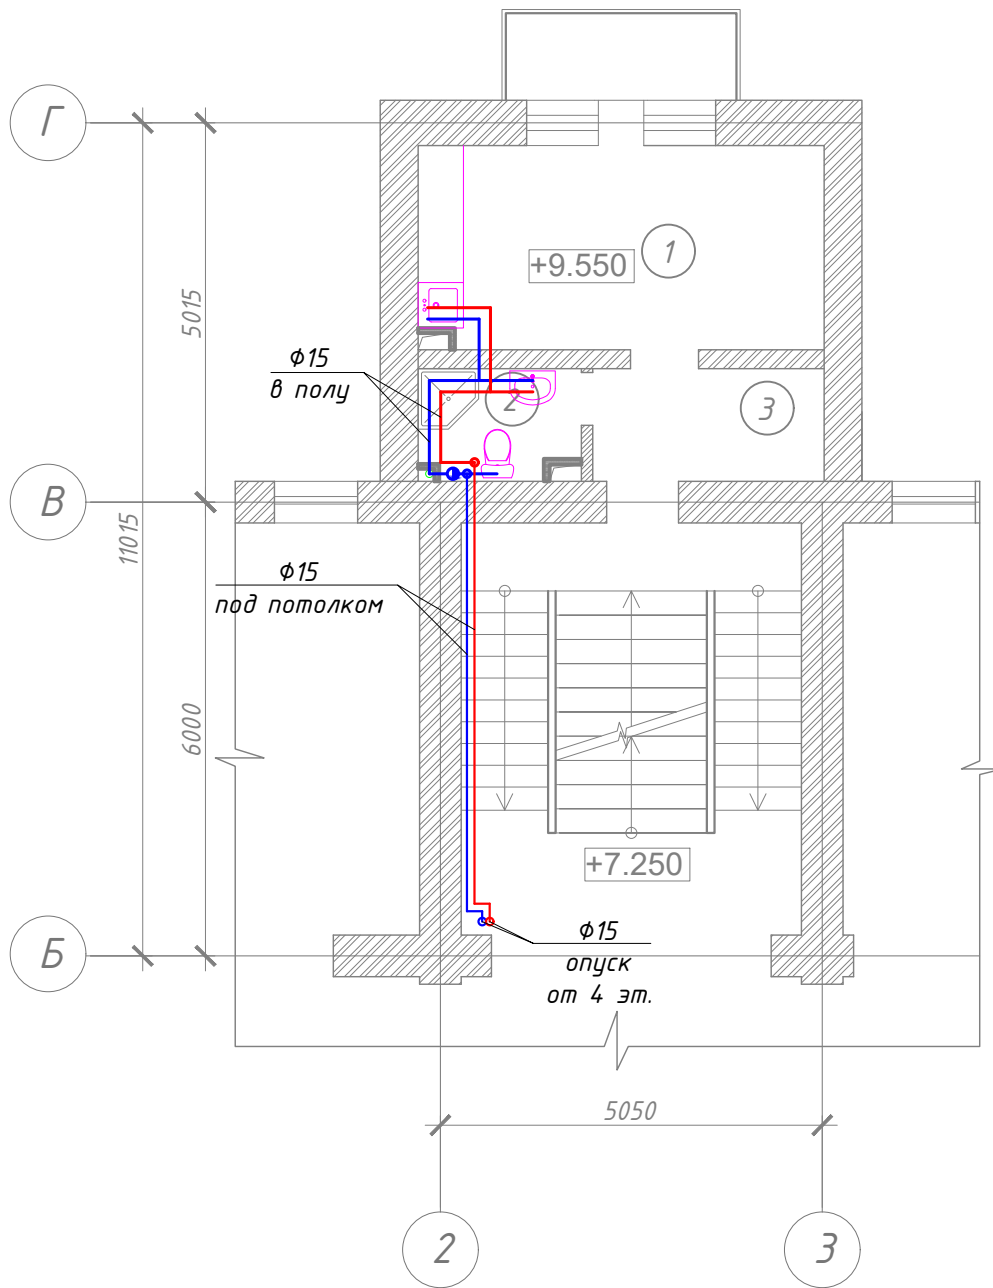 Г
+9.550
1
5015
ф15
в полу
2
3
В
11015
ф15
под потолком
6000
+7.250
Б
ф15
опуск
от 4 эт.
5050
2
3